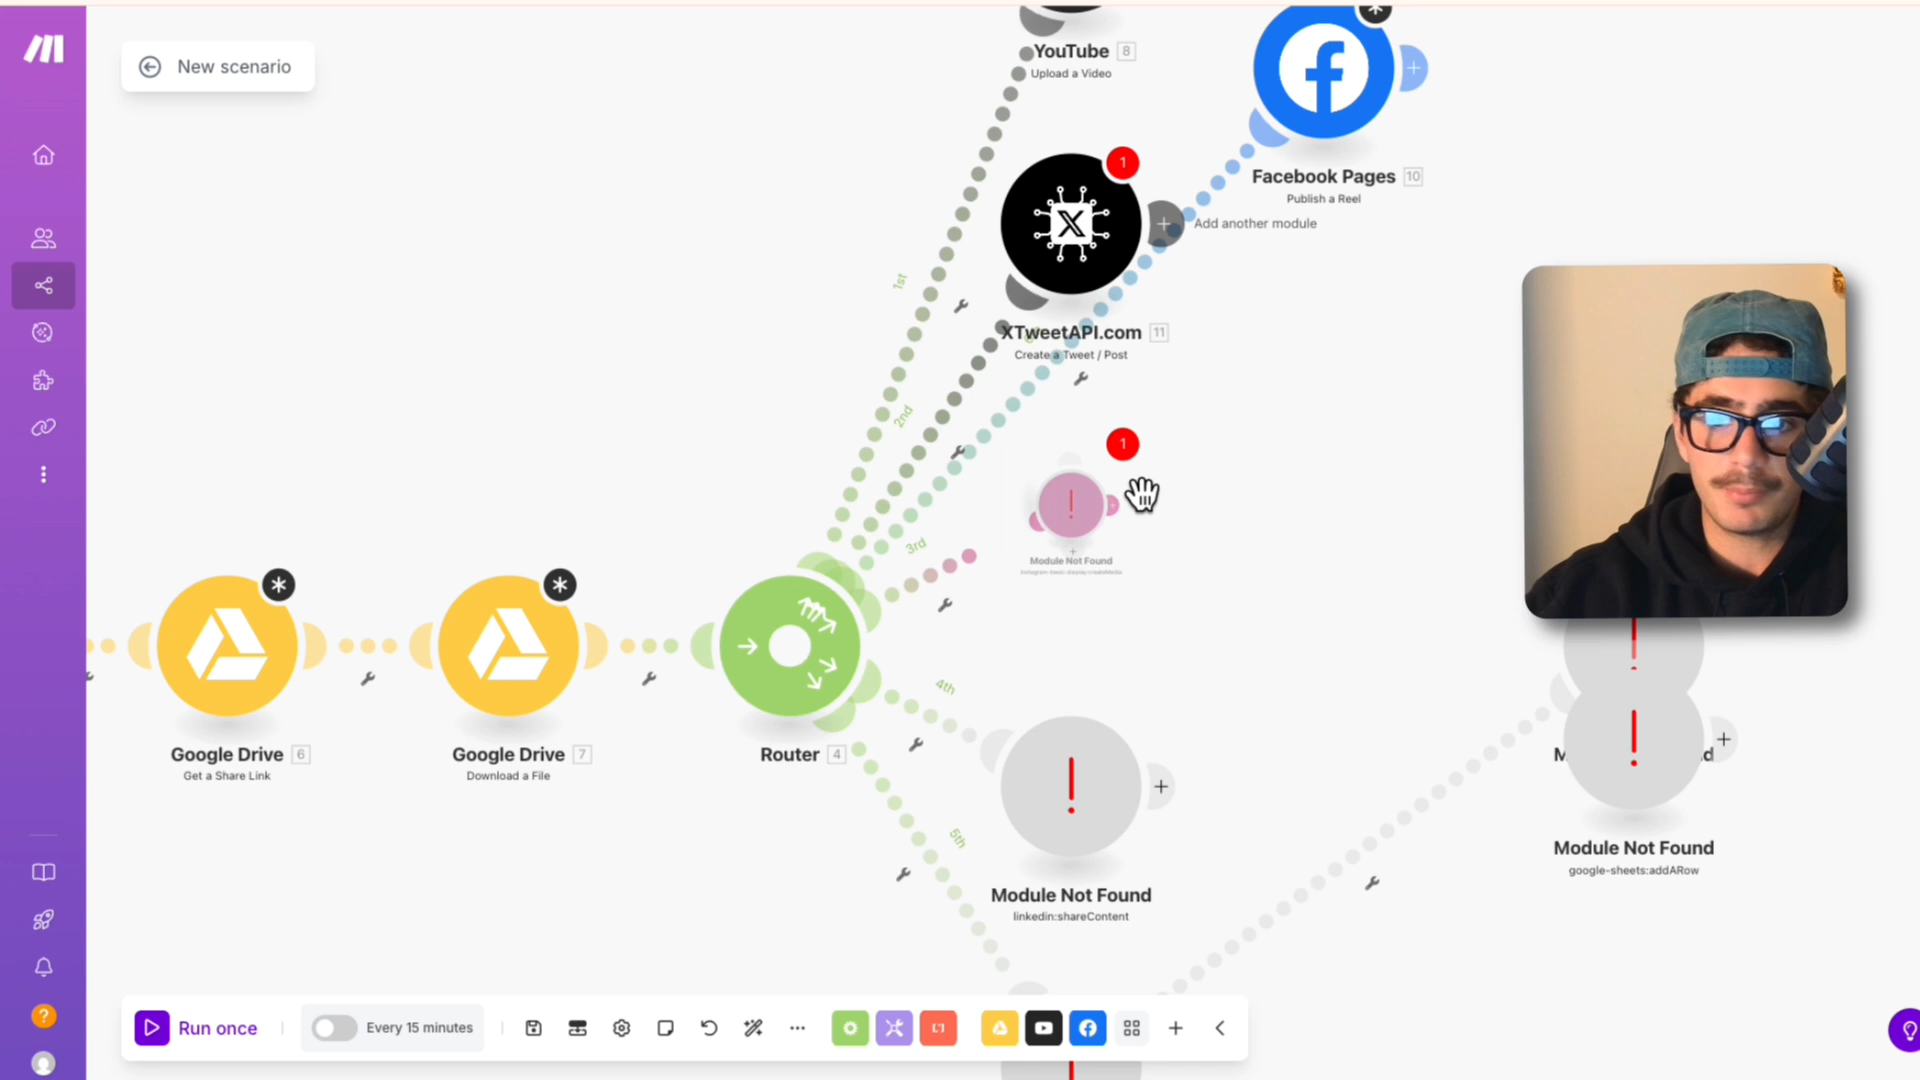 New scenario
YouTube 8
Upload a Video
Facebook Pages 10
Publish a Reel
1
Add another module
XTweetAPI.com 11
Create a Tweet / Post
1st
2nd
3rd
4th
5th
1
Module Not Found
Google Drive 6
Get a Share Link
Google Drive 7
Download a File
Router 4
Module Not Found
linkedin:shareContent
Module Not Found
google-sheets:addARow
Run once
Every 15 minutes